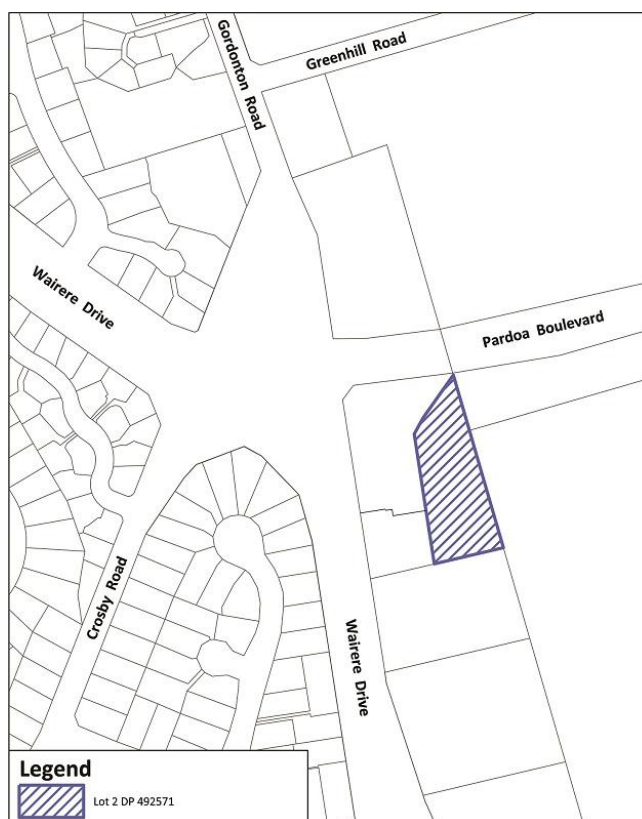 Gordonton Road
Greenhill Road
Wairere Drive
Pardoa Boulevard
Crosby Road
Wairere Drive
Legend
Lot 2 DP 492571